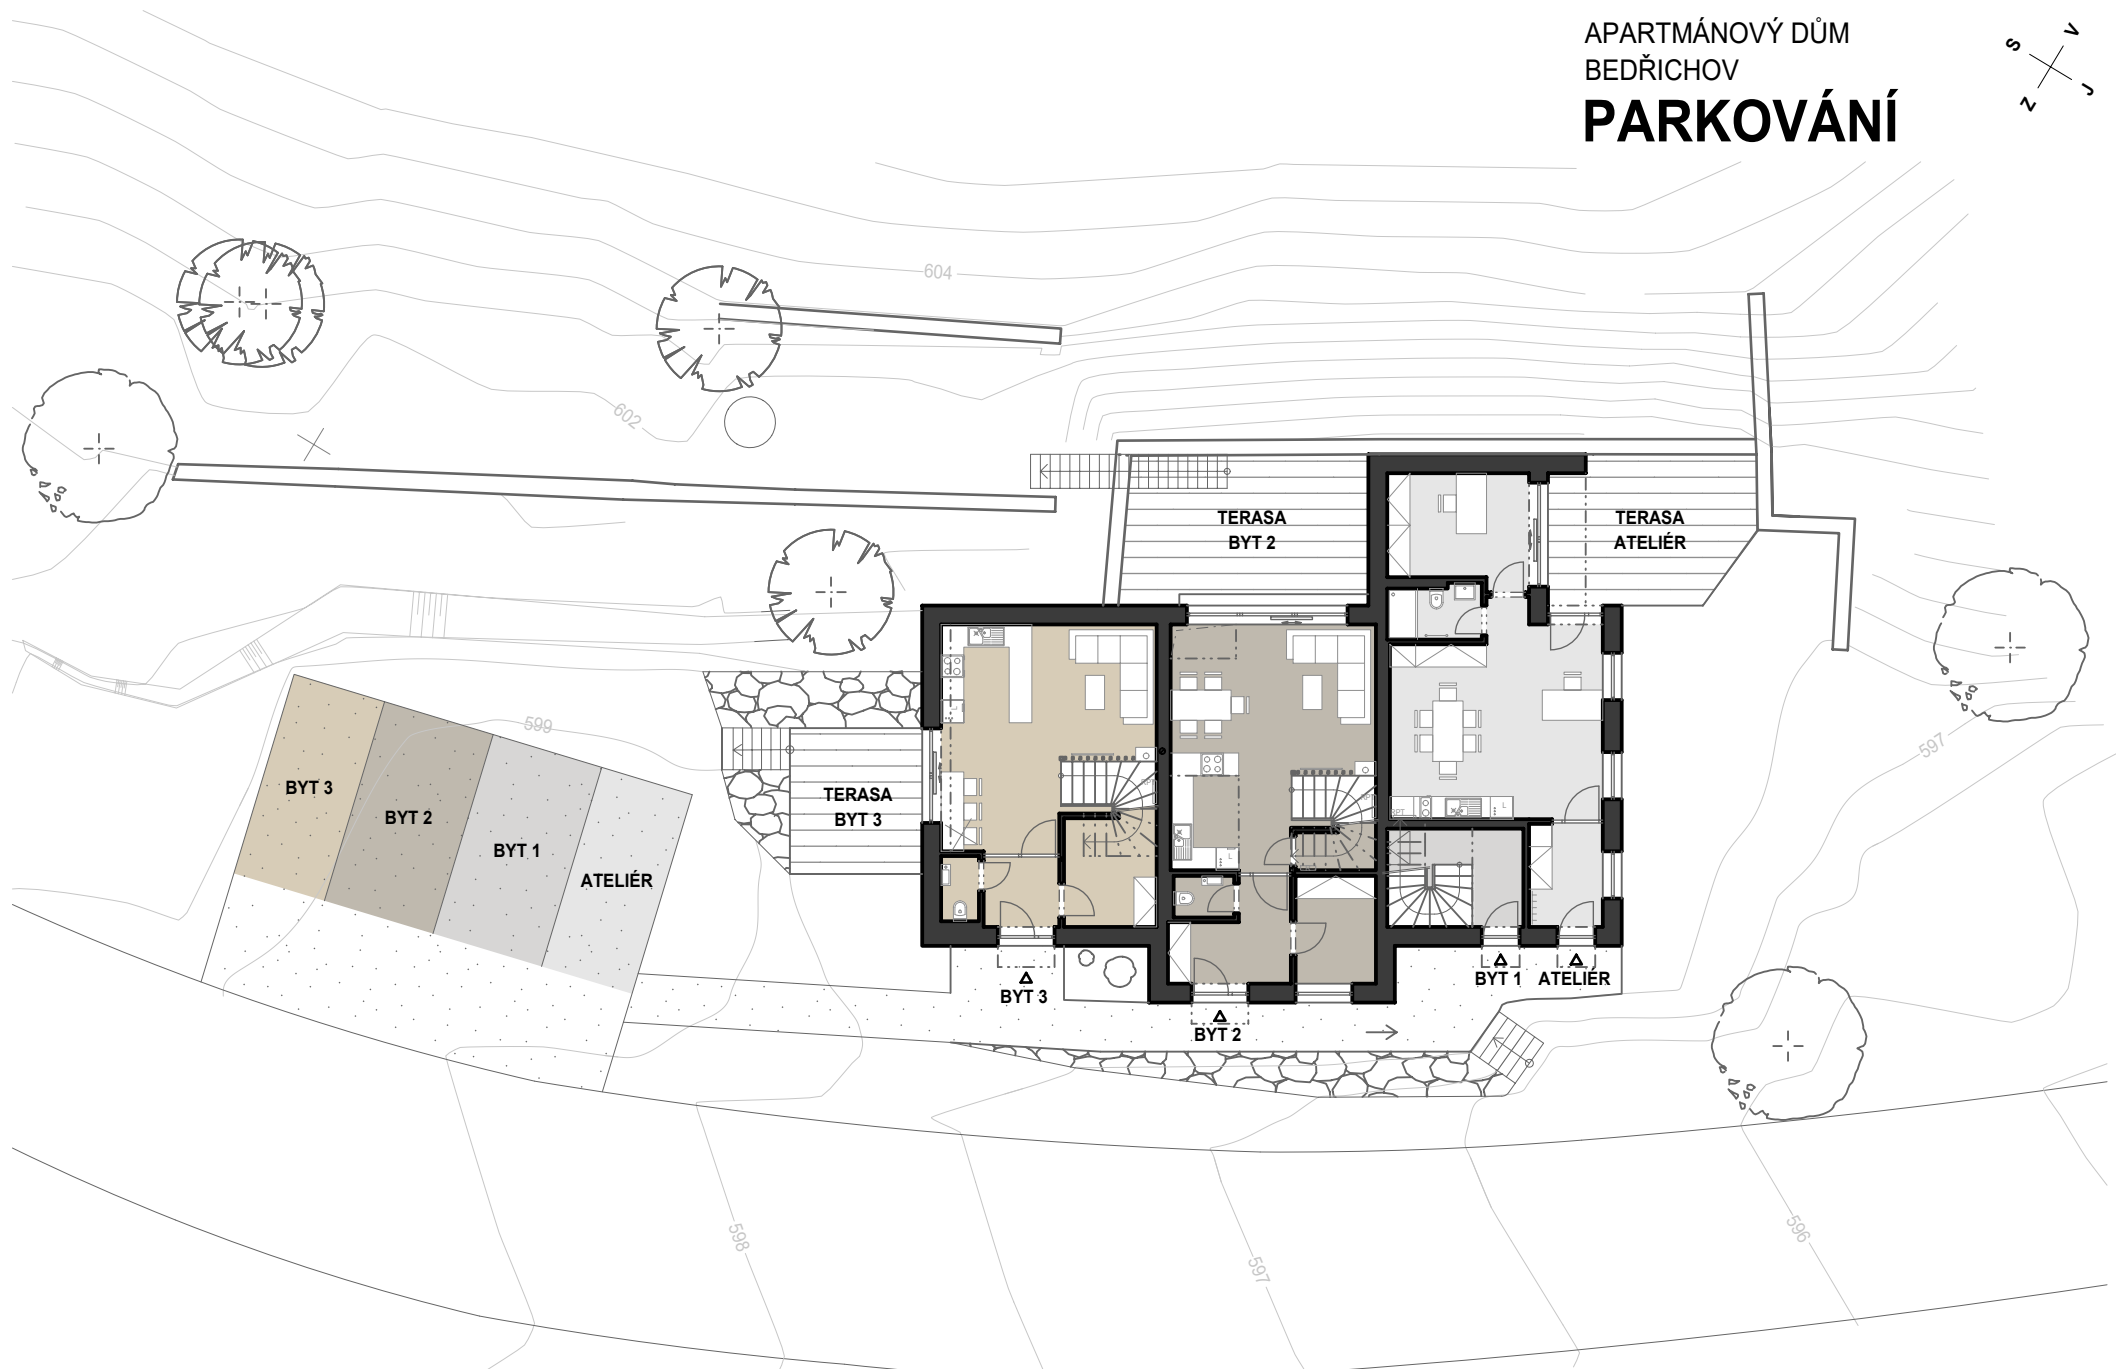 APARTMÁNOVÝ DŮM
BEDŘICHOV
PARKOVÁNÍ
S
V
Z
J
604
602
TERASA
BYT 2
TERASA
ATELIÉR
599
597
BYT 3
BYT 2
BYT 1
ATELIÉR
TERASA
BYT 3
L
L
L
RPT
BYT 3
BYT 2
BYT 1
ATELIÉR
598
597
596